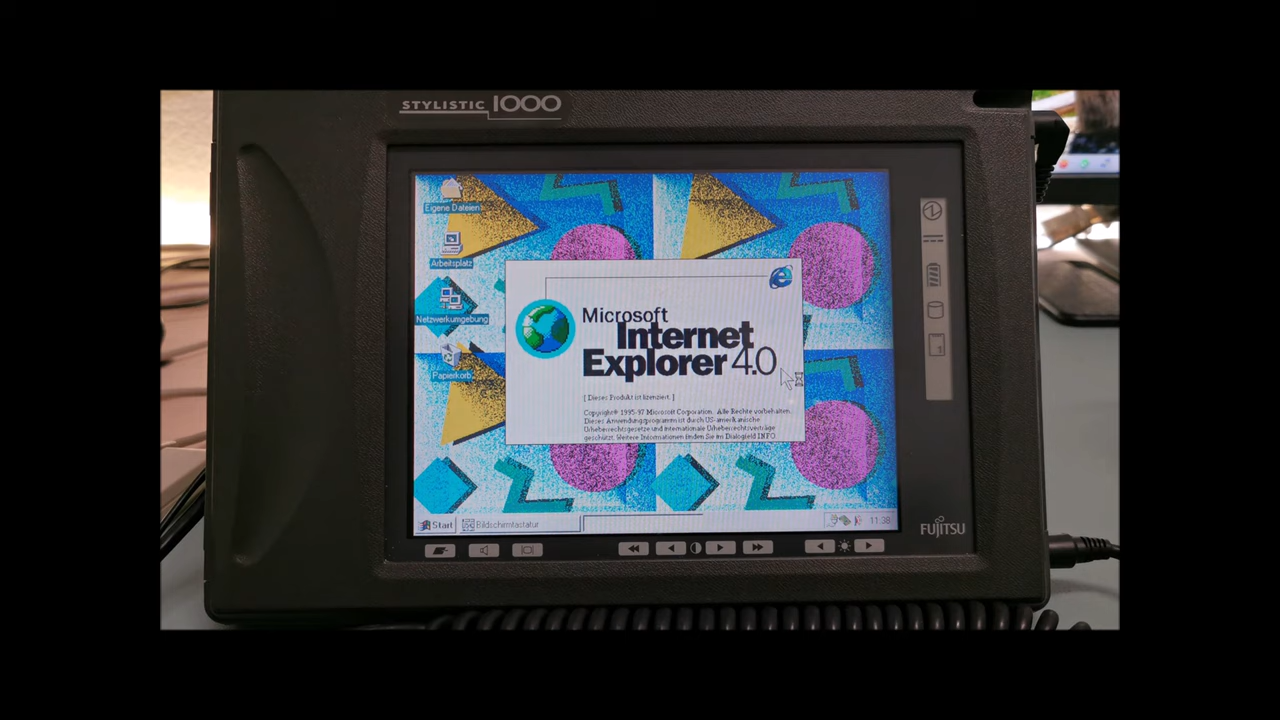 STYLISTIC 1000
Eigene Dateien
Arbeitsplatz
Netzwerkumgebung
Papierkorb
Microsoft
Internet
Explorer 4.0
[ Dieses Produkt ist lizenziert. ]
Copyright© 1995-97 Microsoft Corporation. Alle Rechte vorbehalten.
Dieses Anwendungsprogramm ist durch US-amerikanische
Urheberrechtsgesetze und internationale Urheberrechtsverträge
geschützt. Weitere Informationen finden Sie im Dialogfeld INFO.
Start
Bildschirmtastatur
11:38
FUJITSU
1